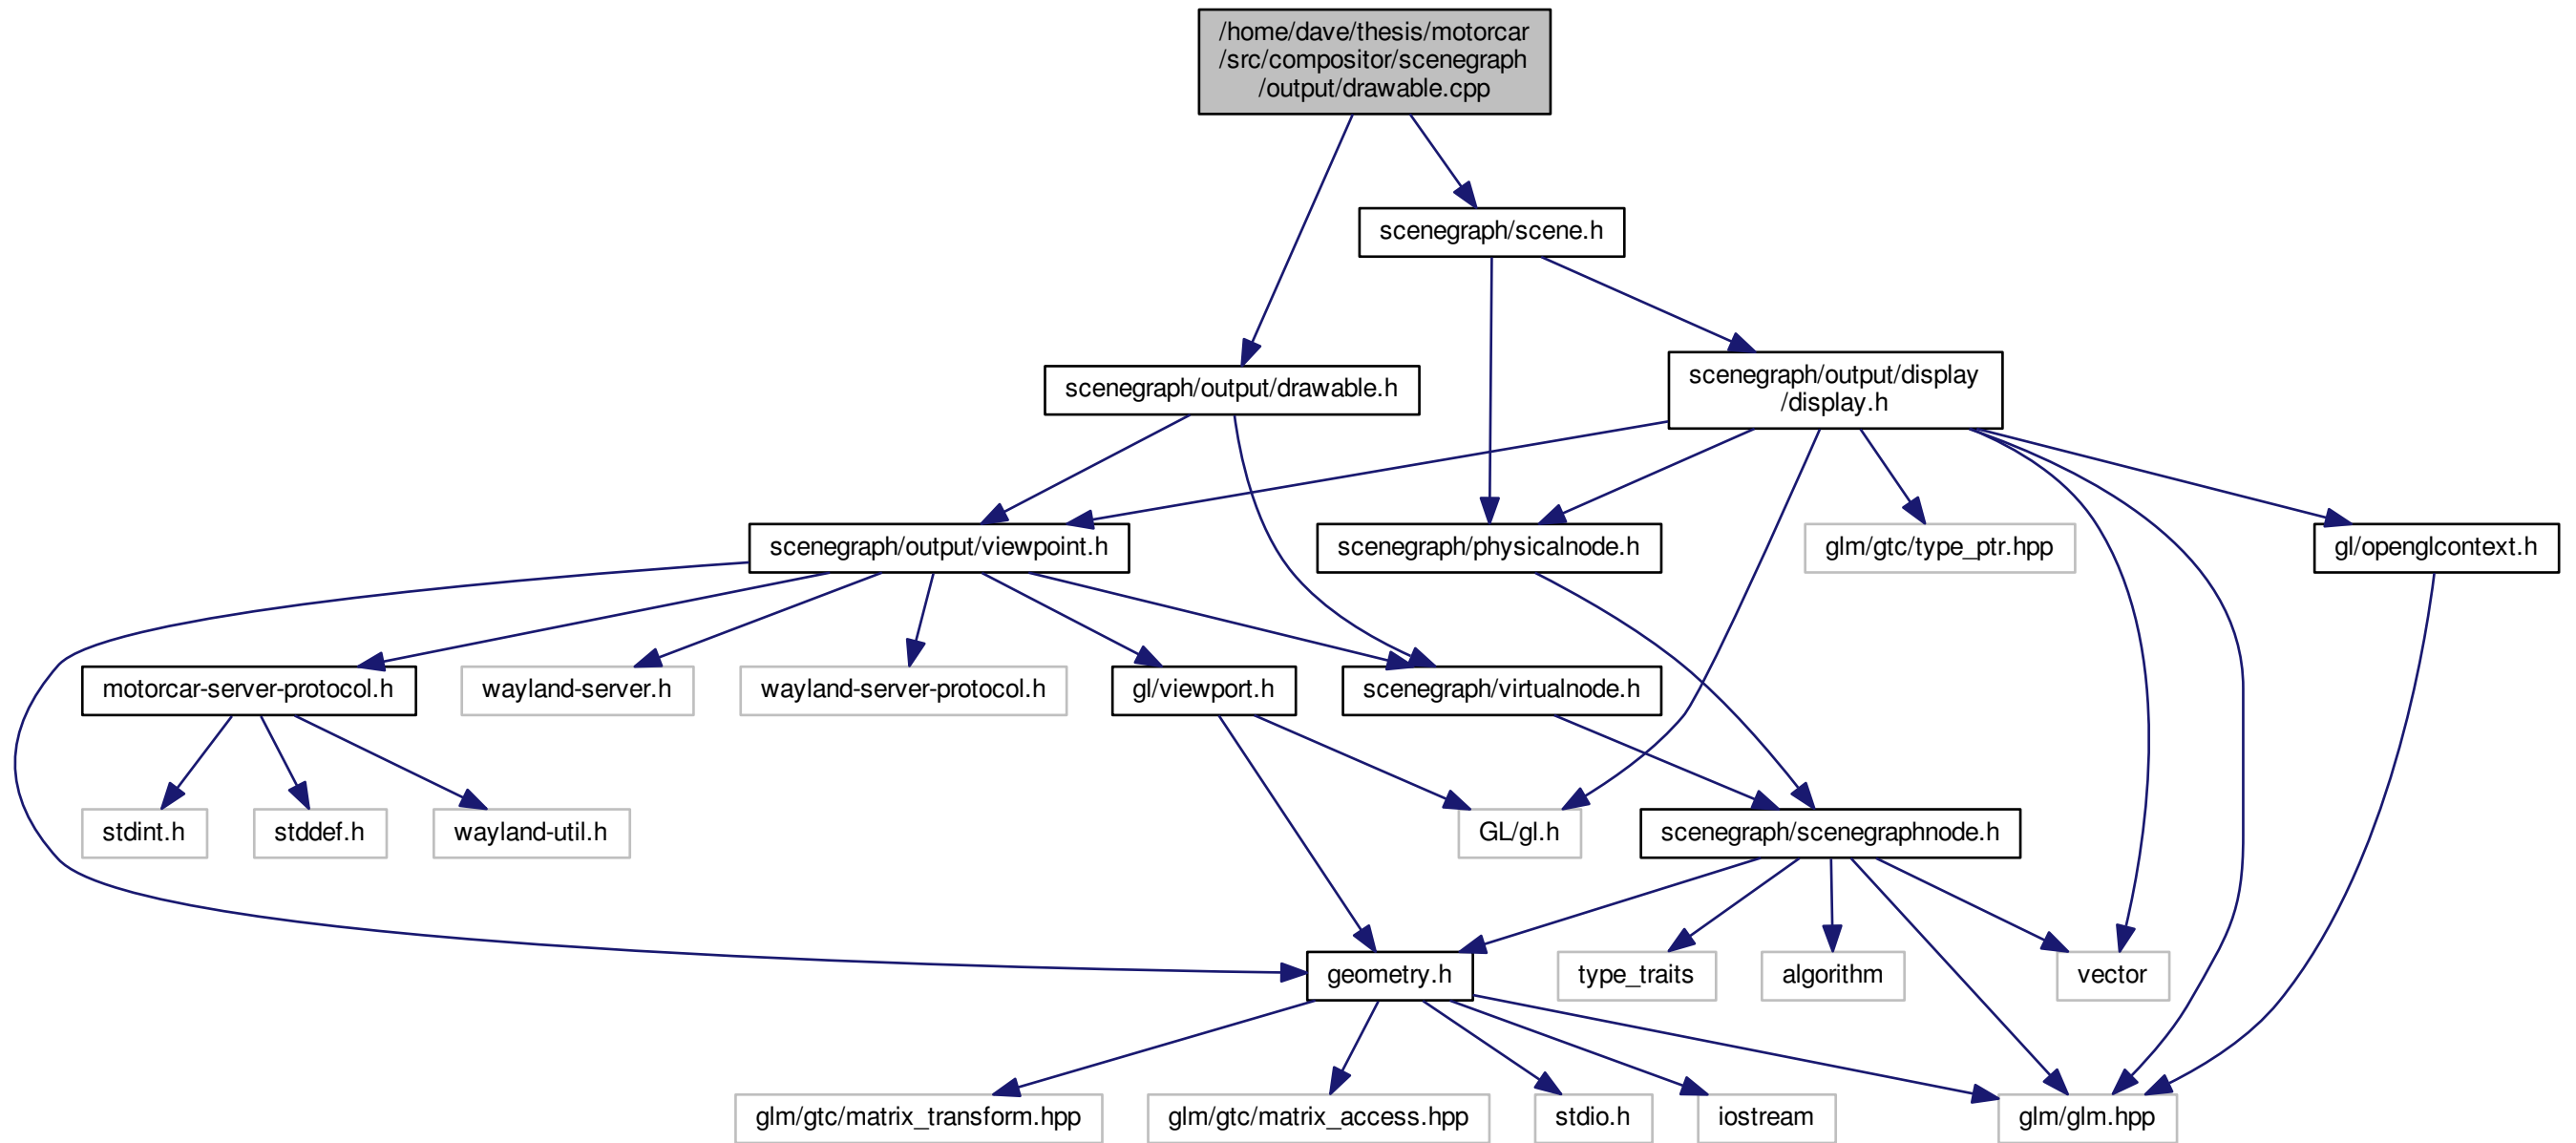 /home/dave/thesis/motorcar
/src/compositor/scenegraph
/output/drawable.cpp
scenegraph/scene.h
scenegraph/output/drawable.h
scenegraph/output/display
/display.h
scenegraph/output/viewpoint.h
scenegraph/physicalnode.h
glm/gtc/type_ptr.hpp
gl/openglcontext.h
motorcar-server-protocol.h
wayland-server.h
wayland-server-protocol.h
gl/viewport.h
scenegraph/virtualnode.h
stdint.h
stddef.h
wayland-util.h
GL/gl.h
scenegraph/scenegraphnode.h
geometry.h
type_traits
algorithm
vector
glm/gtc/matrix_transform.hpp
glm/gtc/matrix_access.hpp
stdio.h
iostream
glm/glm.hpp